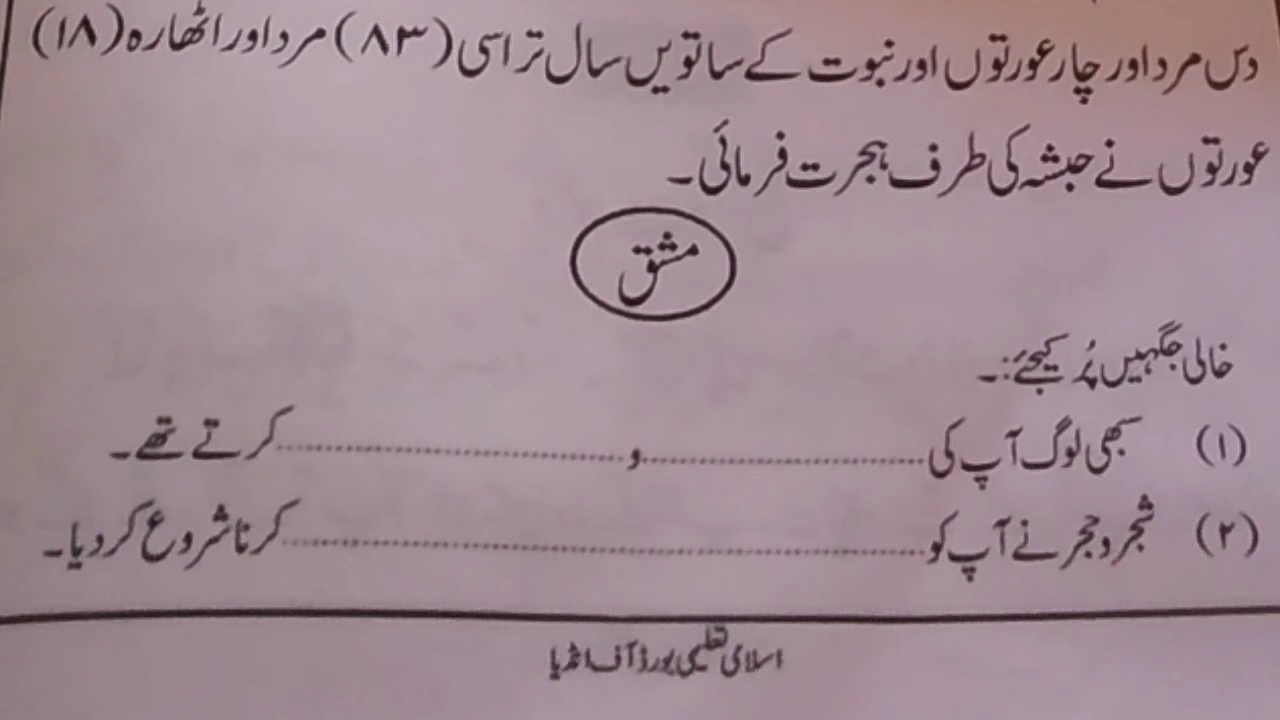 دس مرد اور چار عورتوں اور نبوت کے ساتویں سال تراسی (۸۳) مرد اور اٹھارہ (۱۸)
عورتوں نے حبشہ کی طرف ہجرت فرمائی۔
مشق
خالی جگہیں پُر کیجئے:۔
(۱) سبھی لوگ آپ کی ..................... و ..................... کرتے تھے۔
(۲) شجر و حجر نے آپ کو .......................................... کرنا شروع کر دیا۔
اسلامی تعلیمی بورڈ آف انڈیا